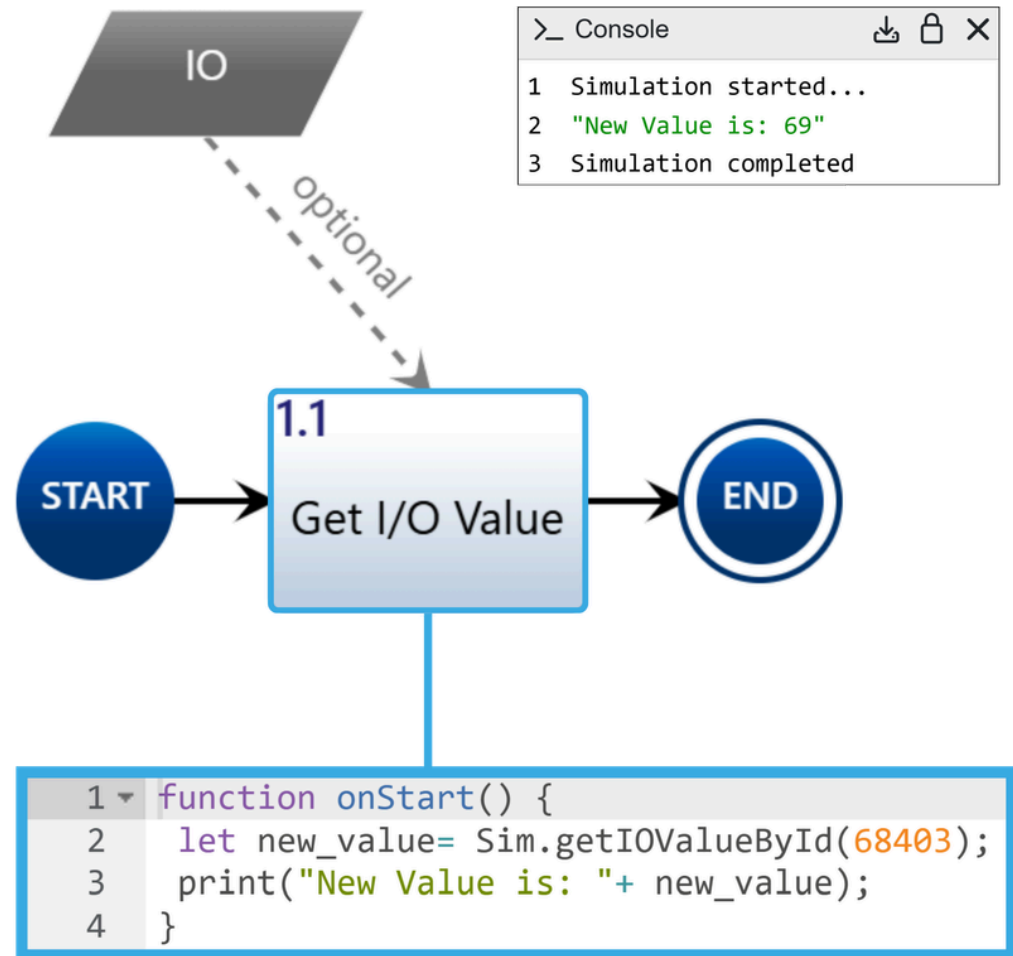 IO
>_ Console
1 Simulation started...
2 "New Value is: 69"
3 Simulation completed
optional
1.1
START
Get I/O Value
END
1 function onStart() {
2 let new_value= Sim.getIOValueById(68403);
3 print("New Value is: "+ new_value);
4 }